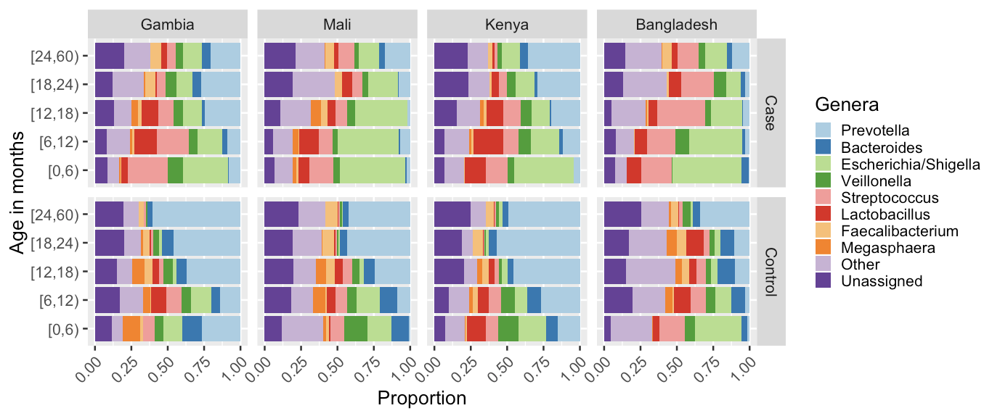 Gambia Mali Kenya Bangladesh
Age in months
[24,60)
[18,24)
[12,18)
[6,12)
[0,6)
Case
[24,60)
[18,24)
[12,18)
[6,12)
[0,6)
Control
0.00 0.25 0.50 0.75 1.00 0.00 0.25 0.50 0.75 1.00 0.00 0.25 0.50 0.75 1.00 0.00 0.25 0.50 0.75 1.00
Proportion
Genera
Prevotella
Bacteroides
Escherichia/Shigella
Veillonella
Streptococcus
Lactobacillus
Faecalibacterium
Megasphaera
Other
Unassigned